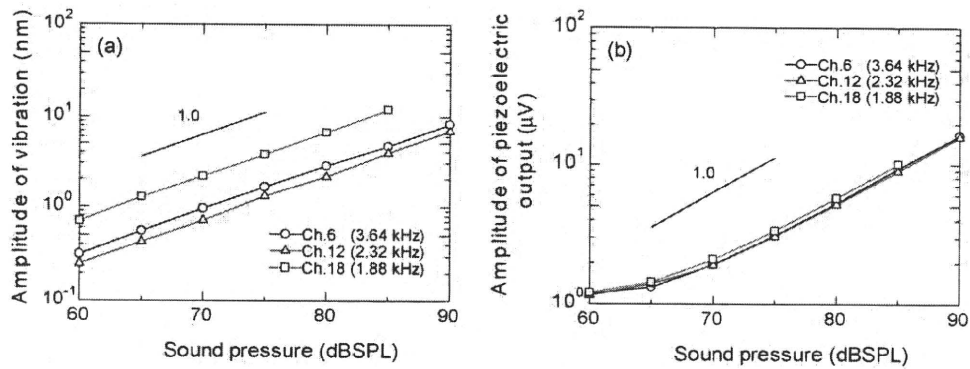 (a)
Amplitude of vibration (nm)
10²
10¹
10⁰
10⁻¹
1.0
Ch.6 (3.64 kHz)
Ch.12 (2.32 kHz)
Ch.18 (1.88 kHz)
60 70 80 90
Sound pressure (dBSPL)
(b)
Amplitude of piezoelectric
output (μV)
10²
10¹
10⁰
Ch.6 (3.64 kHz)
Ch.12 (2.32 kHz)
Ch.18 (1.88 kHz)
1.0
60 70 80 90
Sound pressure (dBSPL)